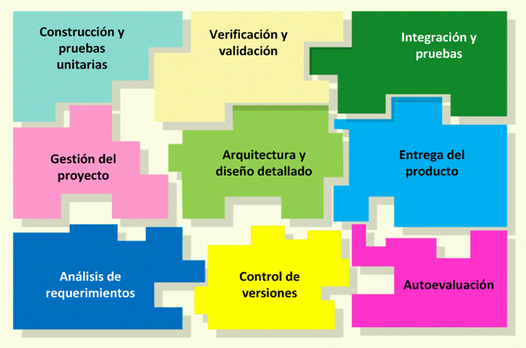 Construcción y
pruebas
unitarias
Verificación y
validación
Integración y
pruebas
Gestión del
proyecto
Arquitectura y
diseño detallado
Entrega del
producto
Análisis de
requerimientos
Control de
versiones
Autoevaluación